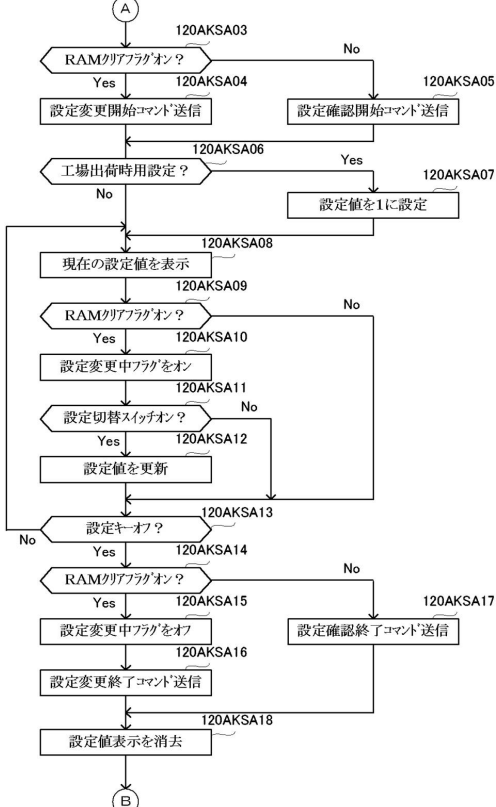 A
120AKSA03
RAMクリアフラグオン？
No
Yes
120AKSA04
120AKSA05
設定変更開始コマンド送信
設定確認開始コマンド送信
120AKSA06
工場出荷時用設定？
Yes
No
120AKSA07
設定値を1に設定
120AKSA08
現在の設定値を表示
120AKSA09
RAMクリアフラグオン？
No
Yes
120AKSA10
設定変更中フラグをオン
120AKSA11
設定切替スイッチオン？
No
Yes
120AKSA12
設定値を更新
120AKSA13
設定キーオフ？
No
Yes
120AKSA14
RAMクリアフラグオン？
No
Yes
120AKSA15
120AKSA17
設定変更中フラグをオフ
設定確認終了コマンド送信
120AKSA16
設定変更終了コマンド送信
120AKSA18
設定値表示を消去
B